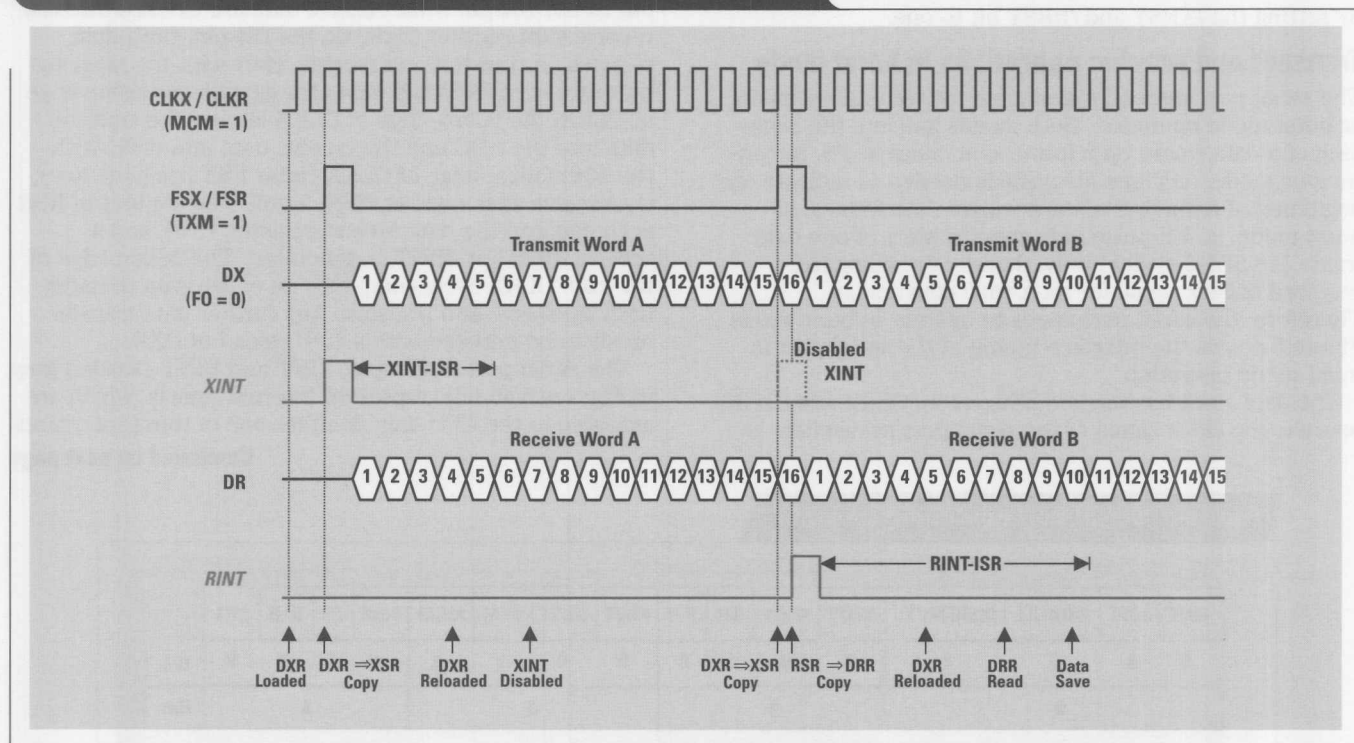 CLKX / CLKR
(MCM = 1)
FSX / FSR
(TXM = 1)
Transmit Word A
Transmit Word B
DX
(FO = 0)
1 2 3 4 5 6 7 8 9 10 11 12 13 14 15 16 1 2 3 4 5 6 7 8 9 10 11 12 13 14 15
Disabled
XINT
XINT
XINT-ISR
Receive Word A
Receive Word B
DR
1 2 3 4 5 6 7 8 9 10 11 12 13 14 15 16 1 2 3 4 5 6 7 8 9 10 11 12 13 14 15
RINT
RINT-ISR
DXR
Loaded
DXR ⇒XSR
Copy
DXR
Reloaded
XINT
Disabled
DXR⇒XSR
Copy
RSR ⇒DRR
Copy
DXR
Reloaded
DRR
Read
Data
Save